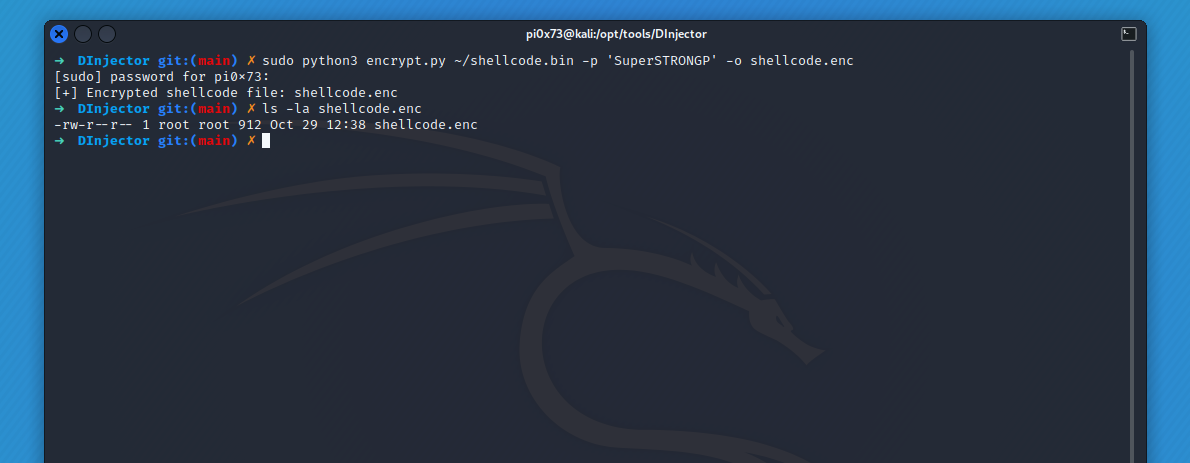 pi0x73@kali:/opt/tools/DInjector
➜ DInjector git:(main) ✗ sudo python3 encrypt.py ~/shellcode.bin -p 'SuperSTRONGP' -o shellcode.enc
[sudo] password for pi0×73:
[+] Encrypted shellcode file: shellcode.enc
➜ DInjector git:(main) ✗ ls -la shellcode.enc
-rw-r--r-- 1 root root 912 Oct 29 12:38 shellcode.enc
➜ DInjector git:(main) ✗